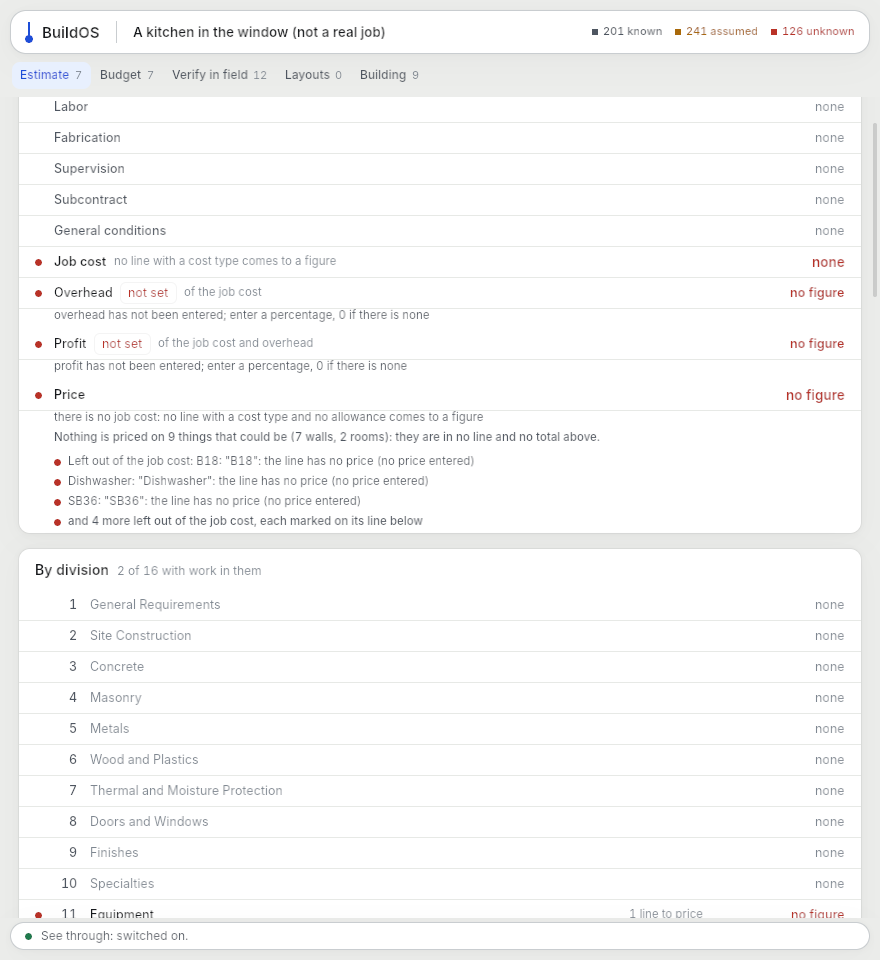 BuildOS
A kitchen in the window (not a real job)
201 known
241 assumed
126 unknown
Estimate 7
Budget 7
Verify in field 12
Layouts 0
Building 9
Labor none
Fabrication none
Supervision none
Subcontract none
General conditions none
Job cost no line with a cost type comes to a figure none
Overhead not set of the job cost no figure
overhead has not been entered; enter a percentage, 0 if there is none
Profit not set of the job cost and overhead no figure
profit has not been entered; enter a percentage, 0 if there is none
Price no figure
there is no job cost: no line with a cost type and no allowance comes to a figure
Nothing is priced on 9 things that could be (7 walls, 2 rooms): they are in no line and no total above.
Left out of the job cost: B18: "B18": the line has no price (no price entered)
Dishwasher: "Dishwasher": the line has no price (no price entered)
SB36: "SB36": the line has no price (no price entered)
and 4 more left out of the job cost, each marked on its line below
By division 2 of 16 with work in them
1 General Requirements none
2 Site Construction none
3 Concrete none
4 Masonry none
5 Metals none
6 Wood and Plastics none
7 Thermal and Moisture Protection none
8 Doors and Windows none
9 Finishes none
10 Specialties none
11 Equipment 1 line to price no figure
See through: switched on.